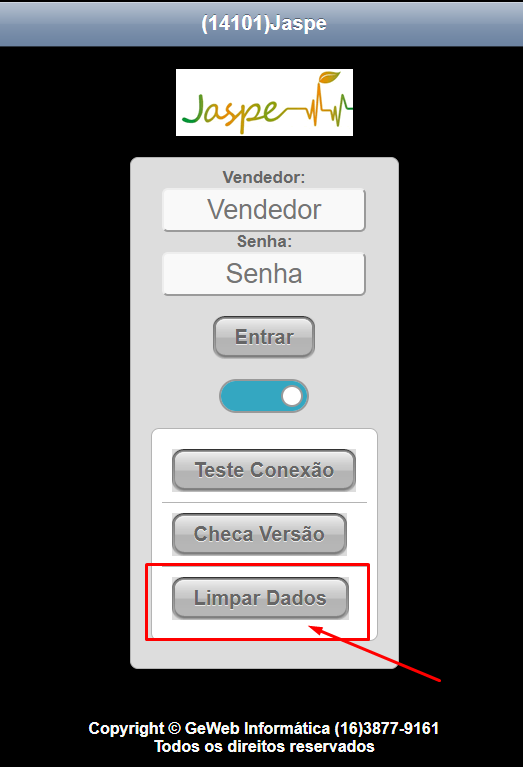 (14101)Jaspe
Jaspe
Vendedor:
Vendedor
Senha:
Senha
Entrar
Teste Conexão
Checa Versão
Limpar Dados
Copyright © GeWeb Informática (16)3877-9161
Todos os direitos reservados